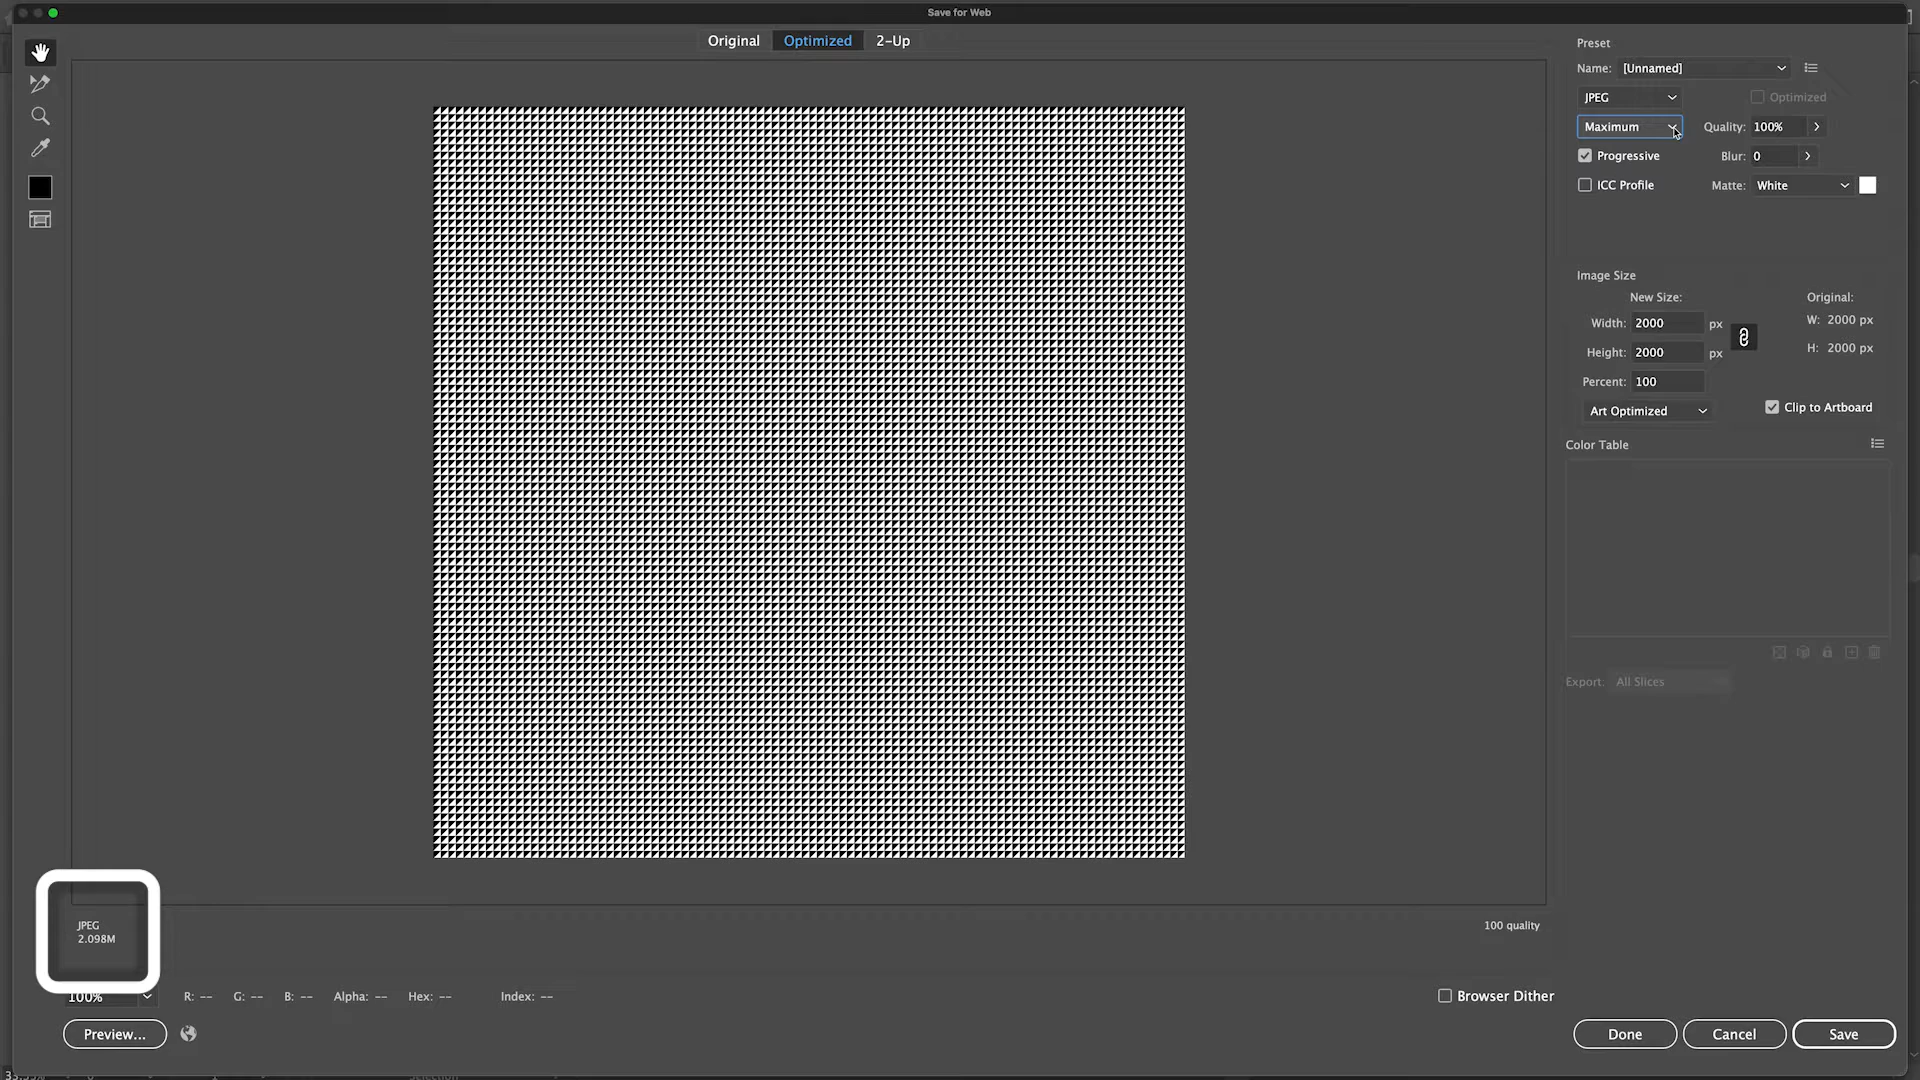 Save for Web
Original Optimized 2-Up
Preset
Name: [Unnamed]
JPEG Optimized
Maximum Quality: 100%
Progressive Blur: 0
ICC Profile Matte: White
Image Size
New Size: Original:
Width: 2000 px W: 2000 px
Height: 2000 px H: 2000 px
Percent: 100
Art Optimized Clip to Artboard
Color Table
Export: All Slices
JPEG 100 quality
2.098M
100% R: -- G: -- B: -- Alpha: -- Hex: -- Index: -- Browser Dither
Preview... Done Cancel Save